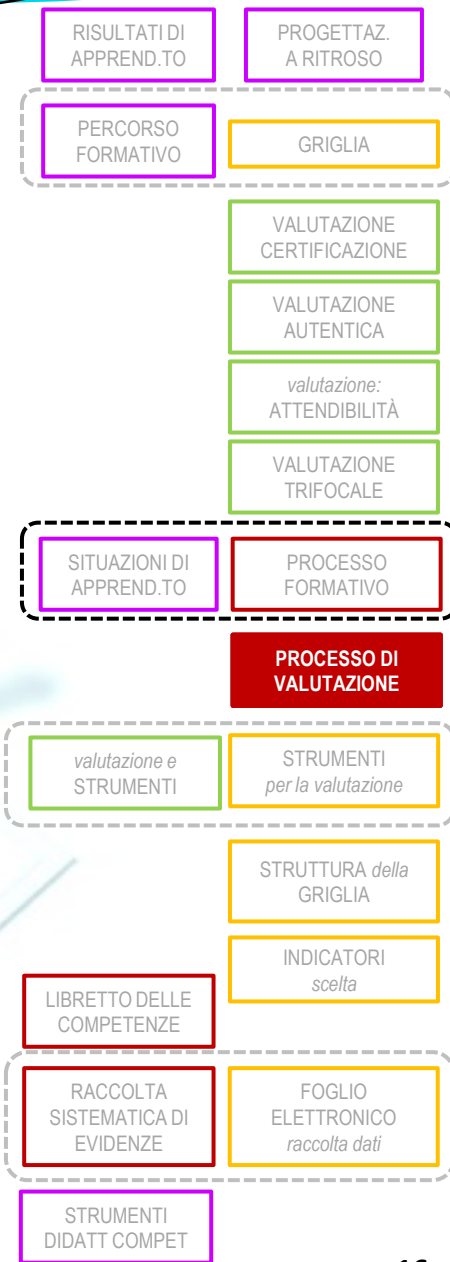 RISULTATI DI
APPREND.TO
PROGETTAZ.
A RITROSO
PERCORSO
FORMATIVO
GRIGLIA
VALUTAZIONE
CERTIFICAZIONE
VALUTAZIONE
AUTENTICA
valutazione:
ATTENDIBILITÀ
VALUTAZIONE
TRIFOCALE
SITUAZIONI DI
APPREND.TO
PROCESSO
FORMATIVO
PROCESSO DI
VALUTAZIONE
valutazione e
STRUMENTI
STRUMENTI
per la valutazione
STRUTTURA della
GRIGLIA
INDICATORI
scelta
LIBRETTO DELLE
COMPETENZE
RACCOLTA
SISTEMATICA DI
EVIDENZE
FOGLIO
ELETTRONICO
raccolta dati
STRUMENTI
DIDATT COMPET